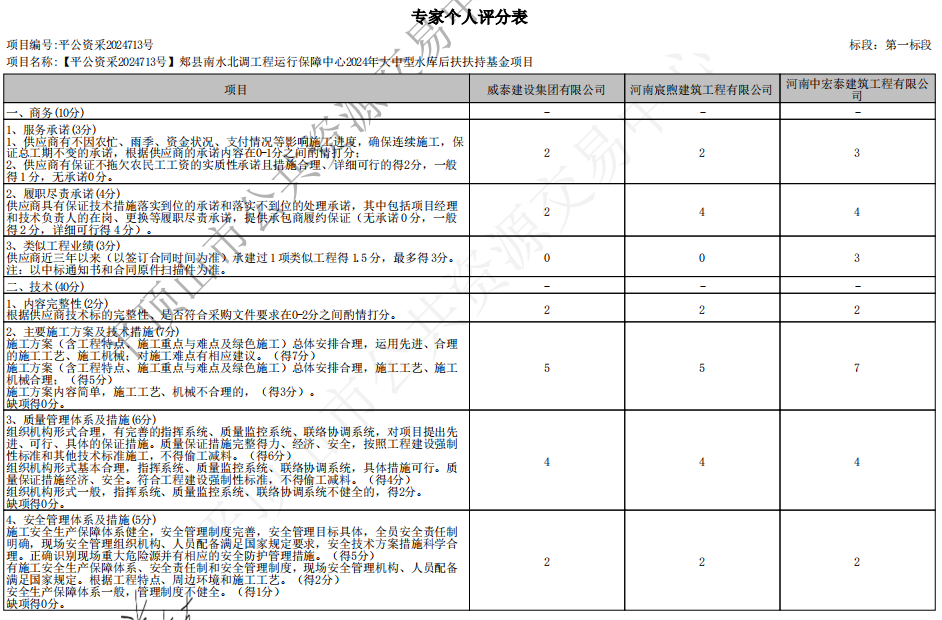 专家个人评分表
项目编号:平公资采2024713号
标段：第一标段
项目名称:【平公资采2024713号】郏县南水北调工程运行保障中心2024年大中型水库后扶扶持基金项目
项目
威泰建设集团有限公司
河南宸煦建筑工程有限公司
河南中宏泰建筑工程有限公
司
一、商务(10分)
-
-
-
1、服务承诺(3分)
1、供应商有不因农忙、雨季、资金状况、支付情况等影响施工进度，确保连续施工，保
证总工期不变的承诺，根据供应商的承诺内容在0-1分之间酌情打分；
2、供应商有保证不拖欠农民工工资的实质性承诺且措施合理、详细可行的得2分，一般
得1分，无承诺0分。
2
2
3
2、履职尽责承诺(4分)
供应商具有保证技术措施落实到位的承诺和落实不到位的处理承诺，其中包括项目经理
和技术负责人的在岗、更换等履职尽责承诺，提供承包商履约保证（无承诺0分，一般
得2分，详细可行得4分）。
2
4
4
3、类似工程业绩(3分)
供应商近三年以来（以签订合同时间为准）承建过1项类似工程得1.5分，最多得3分。
注：以中标通知书和合同原件扫描件为准。
0
0
3
二、技术(40分)
-
-
-
1、内容完整性(2分)
根据供应商技术标的完整性、是否符合采购文件要求在0-2分之间酌情打分。
2
2
2
2、主要施工方案及技术措施(7分)
施工方案（含工程特点、施工重点与难点及绿色施工）总体安排合理，运用先进、合理
的施工工艺、施工机械；对施工难点有相应建议。（得7分）
施工方案（含工程特点、施工重点与难点及绿色施工）总体安排合理，施工工艺、施工
机械合理；（得5分）
施工方案内容简单，施工工艺、机械不合理的，（得3分）。
缺项得0分。
5
5
7
3、质量管理体系及措施(6分)
组织机构形式合理，有完善的指挥系统、质量监控系统、联络协调系统，对项目提出先
进、可行、具体的保证措施。质量保证措施完整得力、经济、安全，按照工程建设强制
性标准和其他技术标准施工，不得偷工减料。（得6分）
组织机构形式基本合理，指挥系统、质量监控系统、联络协调系统，具体措施可行。质
量保证措施经济、安全。符合工程建设强制性标准，不得偷工减料。（得4分）
组织机构形式一般，指挥系统、质量监控系统、联络协调系统不健全的，得2分。
缺项得0分。
4
4
4
4、安全管理体系及措施(5分)
施工安全生产保障体系健全，安全管理制度完善，安全管理目标具体，全员安全责任制
明确，现场安全管理组织机构、人员配备满足国家规定要求，安全技术方案措施科学合
理。正确识别现场重大危险源并有相应的安全防护管理措施。（得5分）
有施工安全生产保障体系、安全责任制和安全管理制度，现场安全管理机构、人员配备
满足国家规定。根据工程特点、周边环境和施工工艺。（得2分）
安全生产保障体系一般，管理制度不健全。（得1分）
缺项得0分。
2
2
2
平顶山市公共资源交易中心
平顶山市公共资源交易中心